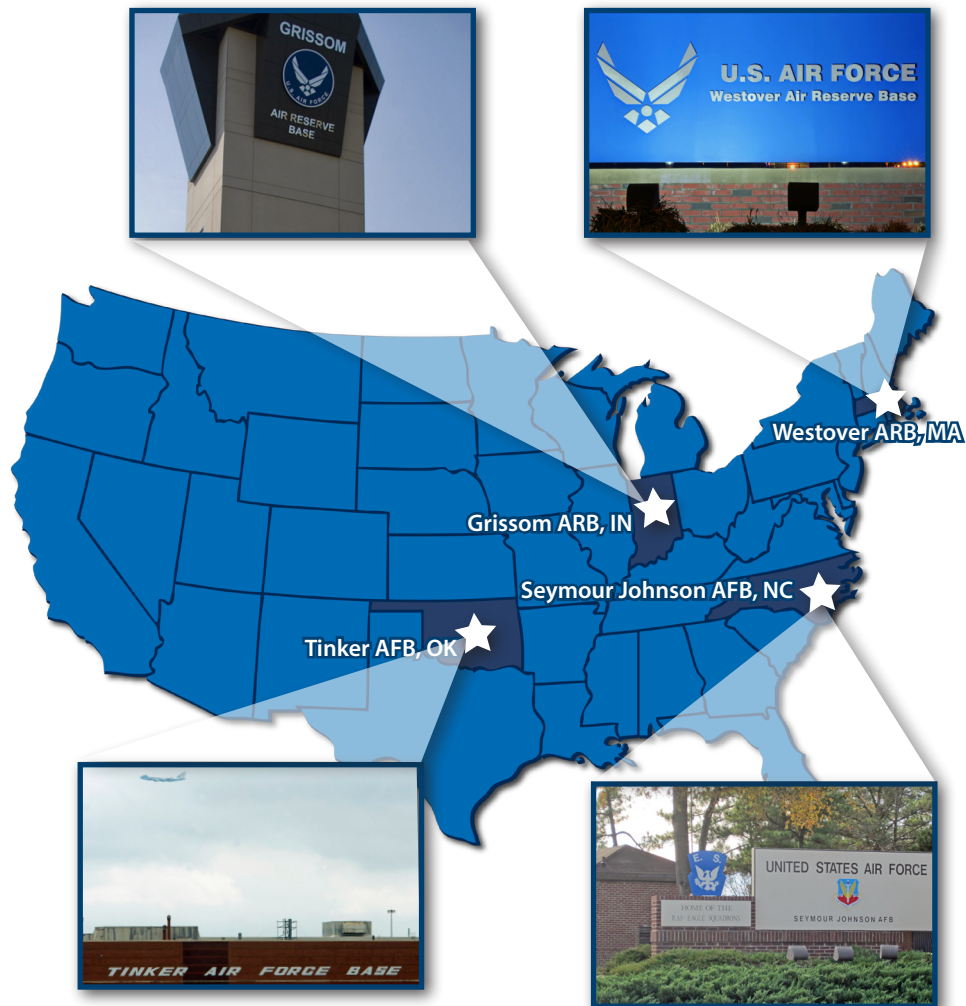 GRISSOM
U.S. AIR FORCE
AIR RESERVE
BASE
U.S. AIR FORCE
Westover Air Reserve Base
Westover ARB, MA
Grissom ARB, IN
Seymour Johnson AFB, NC
Tinker AFB, OK
TINKER AIR FORCE BASE
E. S.
HOME OF THE
RAF EAGLE SQUADRONS
UNITED STATES AIR FORCE
SEYMOUR JOHNSON AFB